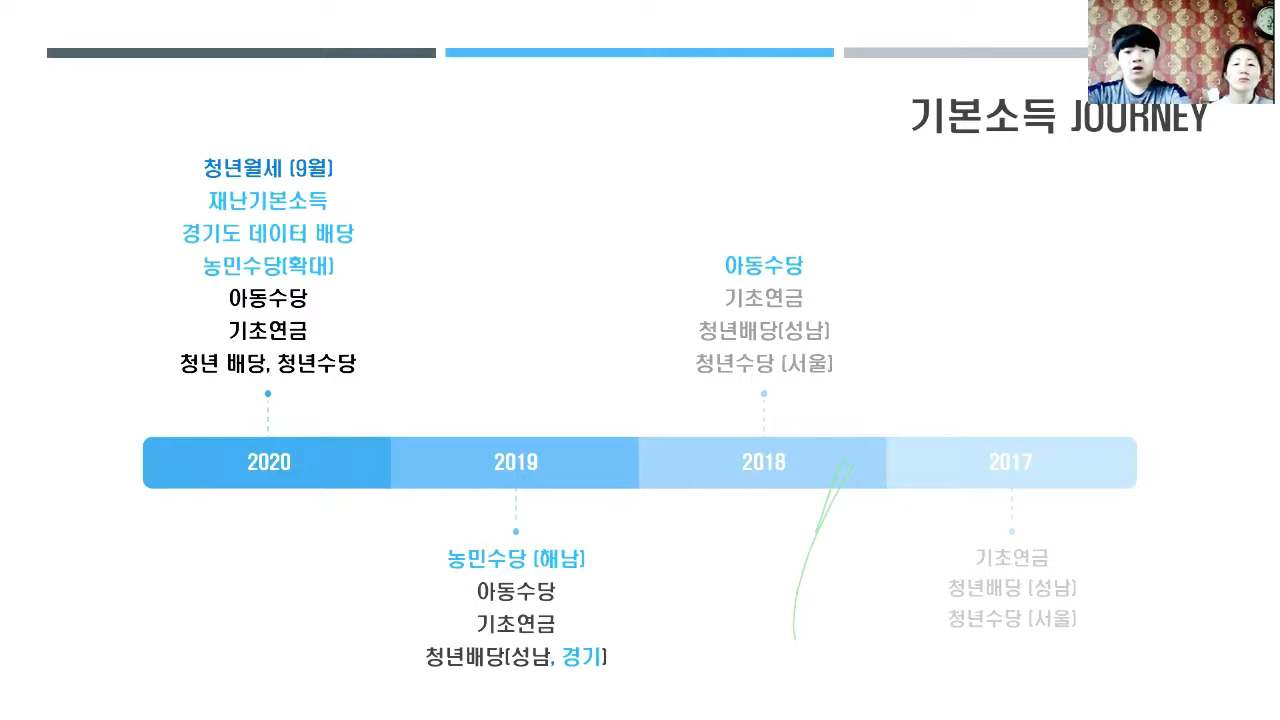 기본소득 JOURNEY
청년월세 (9월)
재난기본소득
경기도 데이터 배당
농민수당(확대)
아동수당
기초연금
청년 배당, 청년수당
아동수당
기초연금
청년배당(성남)
청년수당 (서울)
2020
2019
2018
2017
농민수당 (해남)
아동수당
기초연금
청년배당(성남, 경기)
기초연금
청년배당 (성남)
청년수당 (서울)